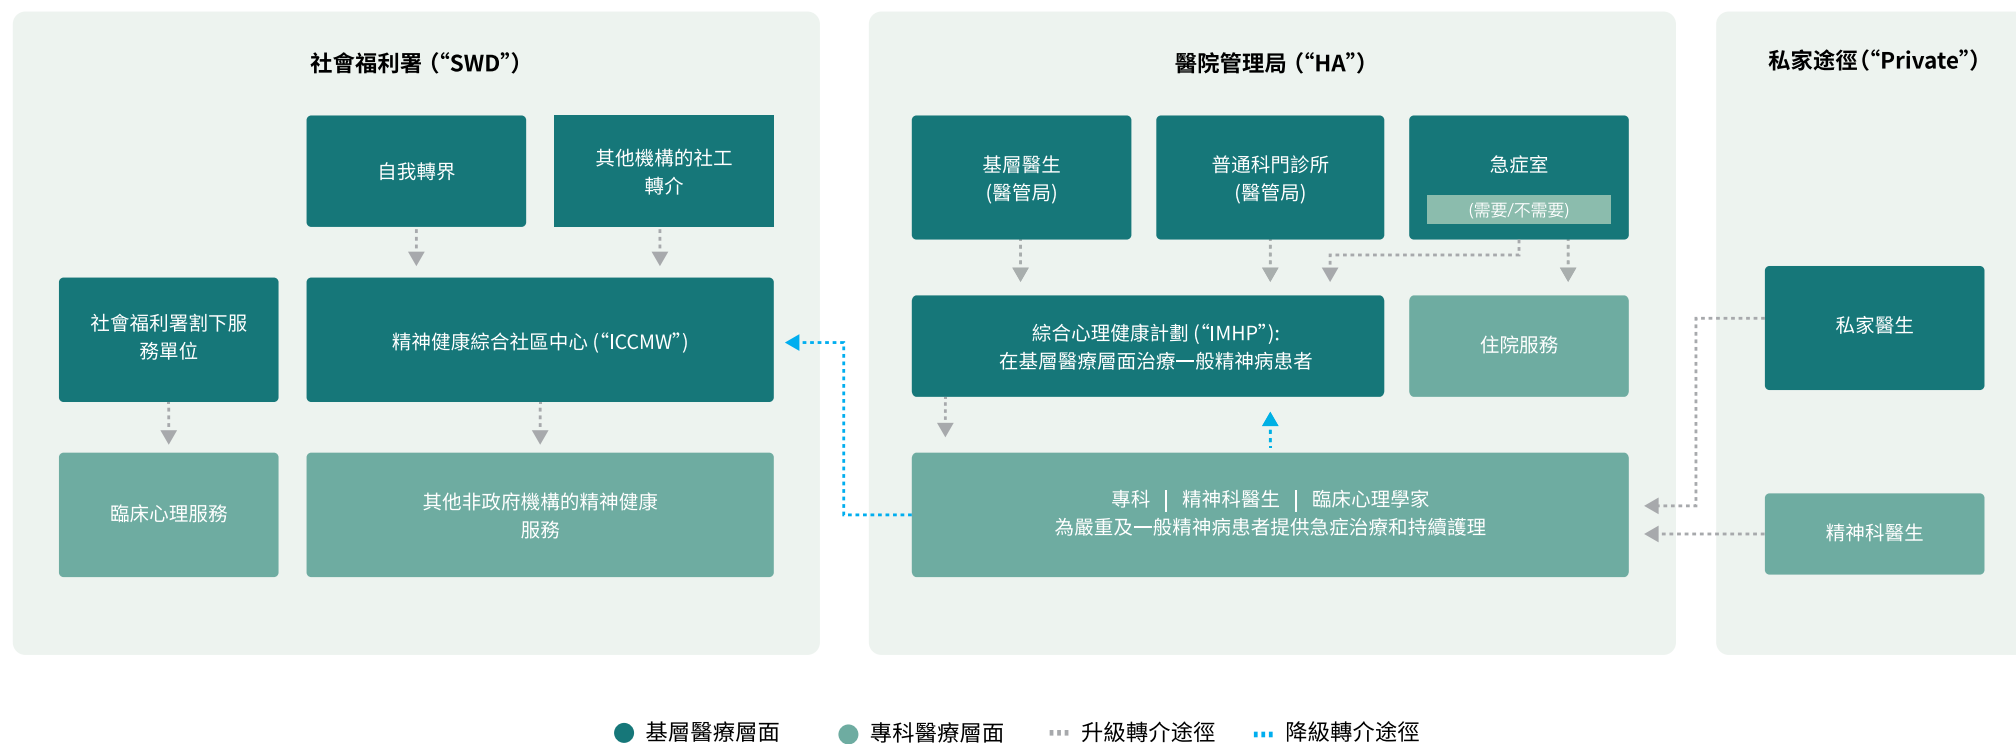 社會福利署 (“SWD”)
自我轉界
其他機構的社工
轉介
社會福利署割下服
務單位
精神健康綜合社區中心 (“ICCMW”)
臨床心理服務
其他非政府機構的精神健康
服務
醫院管理局 (“HA”)
基層醫生
(醫管局)
普通科門診所
(醫管局)
急症室
(需要/不需要)
綜合心理健康計劃 (“IMHP”):
在基層醫療層面治療一般精神病患者
住院服務
專科 | 精神科醫生 | 臨床心理學家
為嚴重及一般精神病患者提供急症治療和持續護理
私家途徑 (“Private”)
私家醫生
精神科醫生
基層醫療層面
專科醫療層面
升級轉介途徑
降級轉介途徑